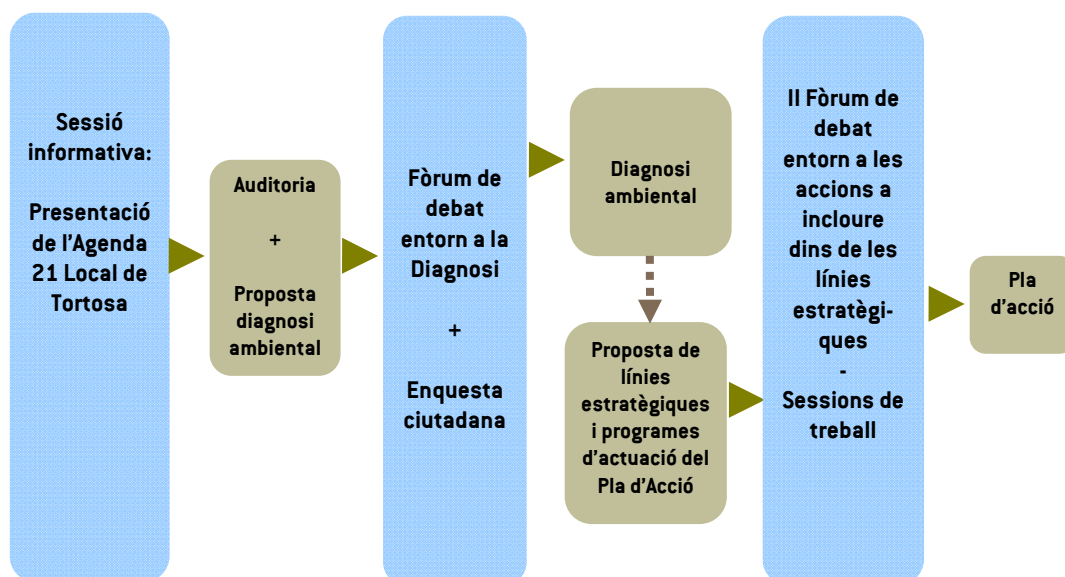 Sessió
informativa:
Presentació
de l'Agenda
21 Local de
Tortosa
Auditoria
+
Proposta
diagnosi
ambiental
Fòrum de
debat
entorn a la
Diagnosi
+
Enquesta
ciutadana
Diagnosi
ambiental
Proposta de
línies
estratègiques
i programes
d'actuació del
Pla d'Acció
II Fòrum de
debat
entorn a les
accions a
incloure
dins de les
línies
estratègi-
ques
-
Sessions de
treball
Pla
d'acció